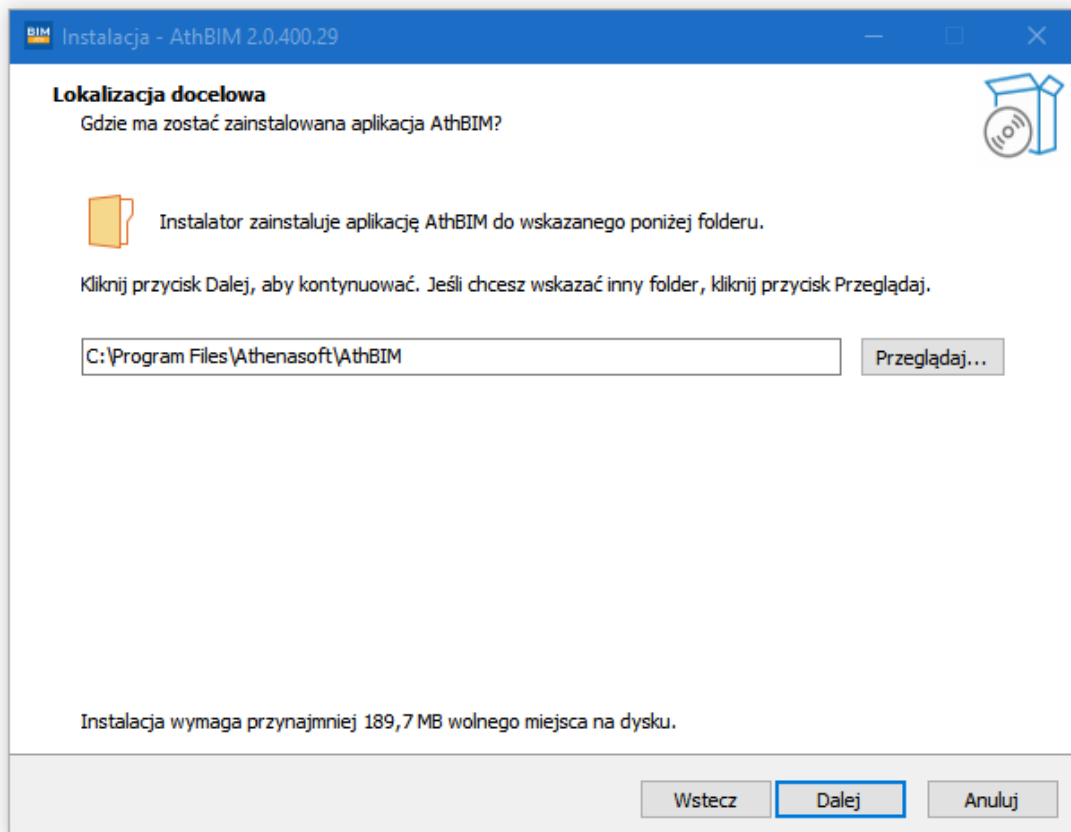 BIM
Instalacja - AthBIM 2.0.400.29
Lokalizacja docelowa
Gdzie ma zostać zainstalowana aplikacja AthBIM?
Instalator zainstaluje aplikację AthBIM do wskazanego poniżej folderu.
Kliknij przycisk Dalej, aby kontynuować. Jeśli chcesz wskazać inny folder, kliknij przycisk Przeglądaj.
C:\Program Files\Athenasoft\AthBIM
Przeglądaj...
Instalacja wymaga przynajmniej 189,7 MB wolnego miejsca na dysku.
Wstecz
Dalej
Anuluj